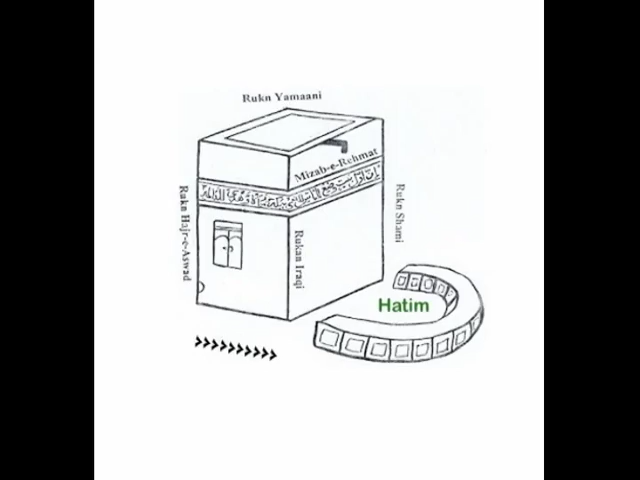 Rukn Yamaani
Mizab-e-Rehmat
Rukn Hajr-e-Aswad
Rukan Iraqi
Rukn Shami
Hatim